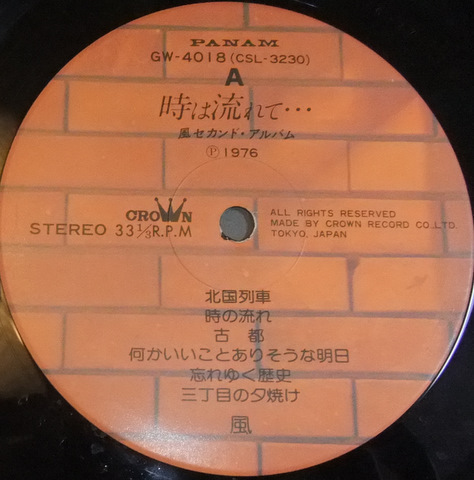 PANAM
GW-4018(CSL-3230)
A
時は流れて…
風セカンド・アルバム
Ⓟ1976
CROWN
STEREO 33⅓R.P.M
ALL RIGHTS RESERVED
MADE BY CROWN RECORD CO.,LTD.
TOKYO, JAPAN
北国列車
時の流れ
古都
何かいいことありそうな明日
忘れゆく歴史
三丁目の夕焼け
風